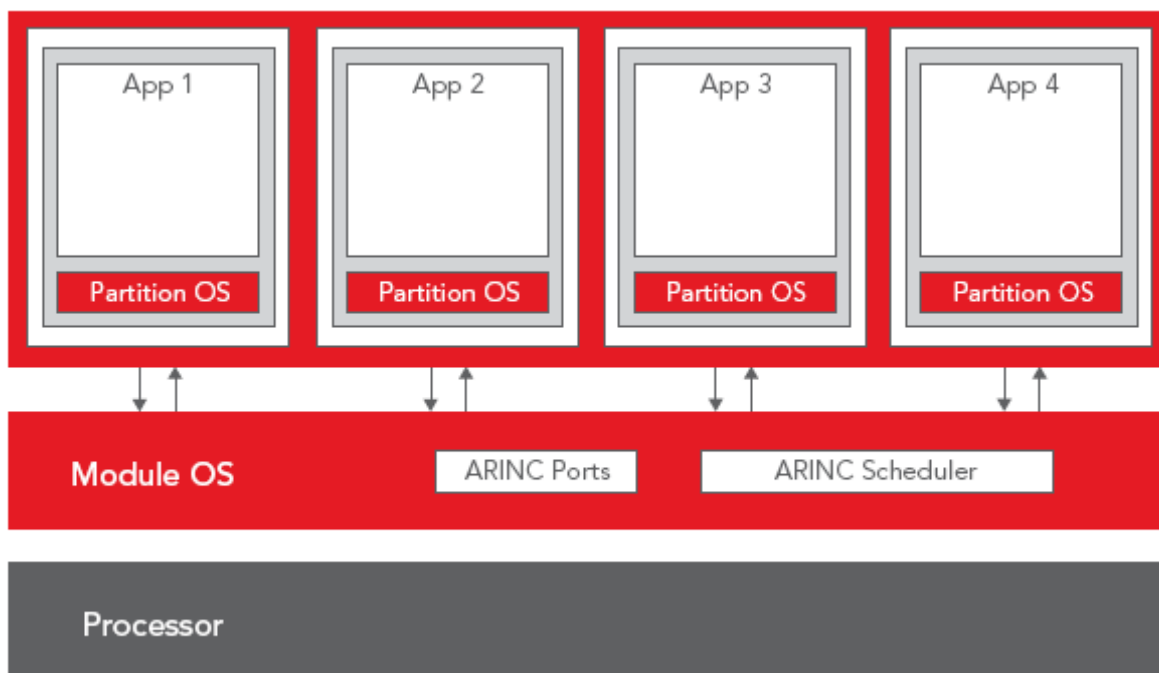 App 1
App 2
App 3
App 4
Partition OS
Partition OS
Partition OS
Partition OS
Module OS
ARINC Ports
ARINC Scheduler
Processor